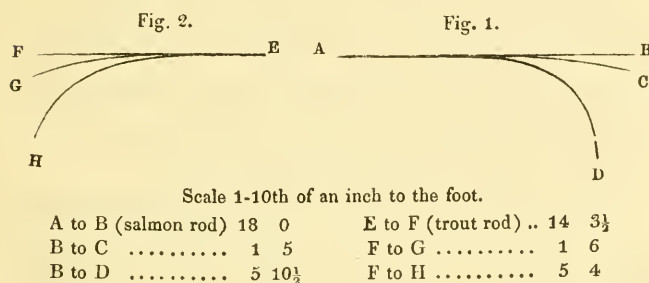 Fig. 2.
Fig. 1.
F
E
A
B
G
C
H
D
Scale 1-10th of an inch to the foot.
A to B (salmon rod) 18 0
E to F (trout rod) .. 14 3½
B to C .......... 1 5
F to G .......... 1 6
B to D .......... 5 10½
F to H .......... 5 4